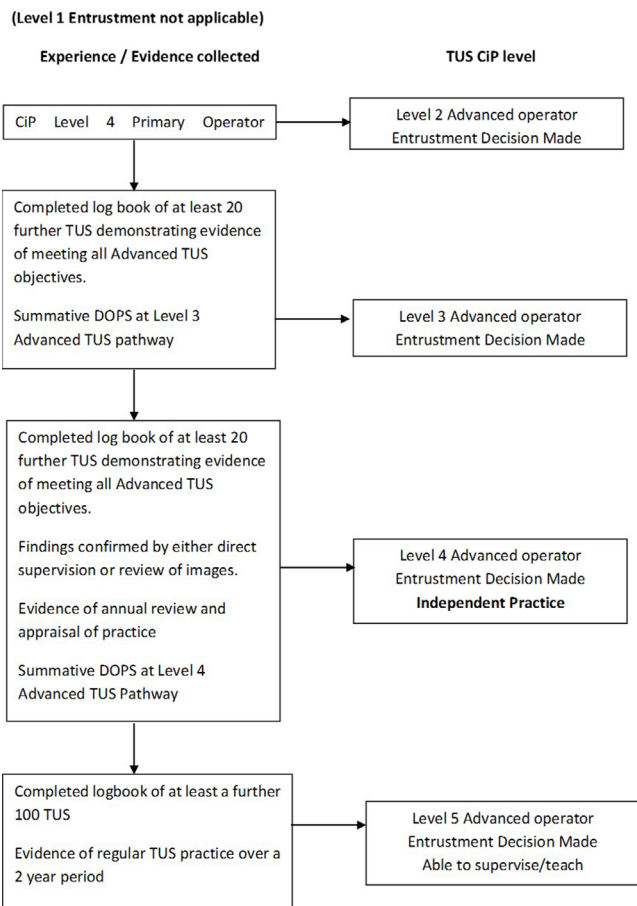 (Level 1 Entrustment not applicable)
Experience / Evidence collected
TUS CiP level
CiP Level 4 Primary Operator
Level 2 Advanced operator
Entrustment Decision Made
Completed log book of at least 20
further TUS demonstrating evidence
of meeting all Advanced TUS
objectives.
Summative DOPS at Level 3
Advanced TUS pathway
Level 3 Advanced operator
Entrustment Decision Made
Completed log book of at least 20
further TUS demonstrating evidence
of meeting all Advanced TUS
objectives.
Findings confirmed by either direct
supervision or review of images.
Evidence of annual review and
appraisal of practice
Summative DOPS at Level 4
Advanced TUS Pathway
Level 4 Advanced operator
Entrustment Decision Made
Independent Practice
Completed logbook of at least a further
100 TUS
Evidence of regular TUS practice over a
2 year period
Level 5 Advanced operator
Entrustment Decision Made
Able to supervise/teach